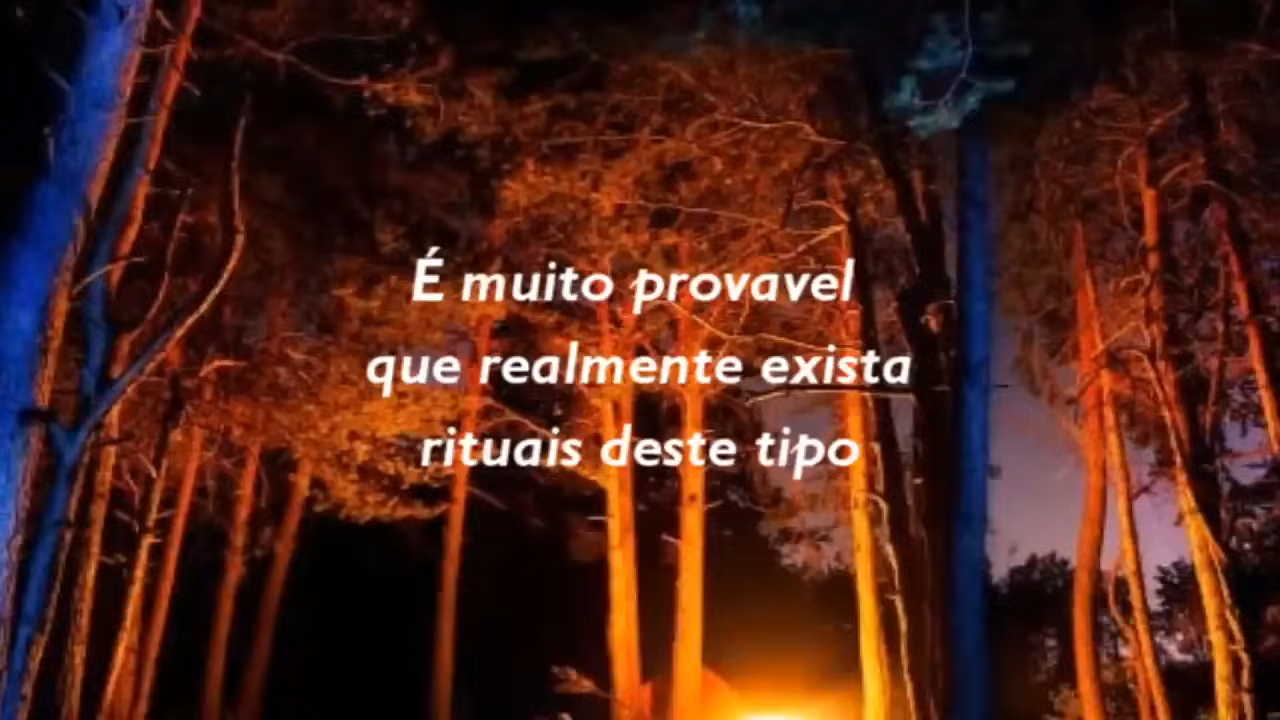 É muito provavel
que realmente exista
rituais deste tipo